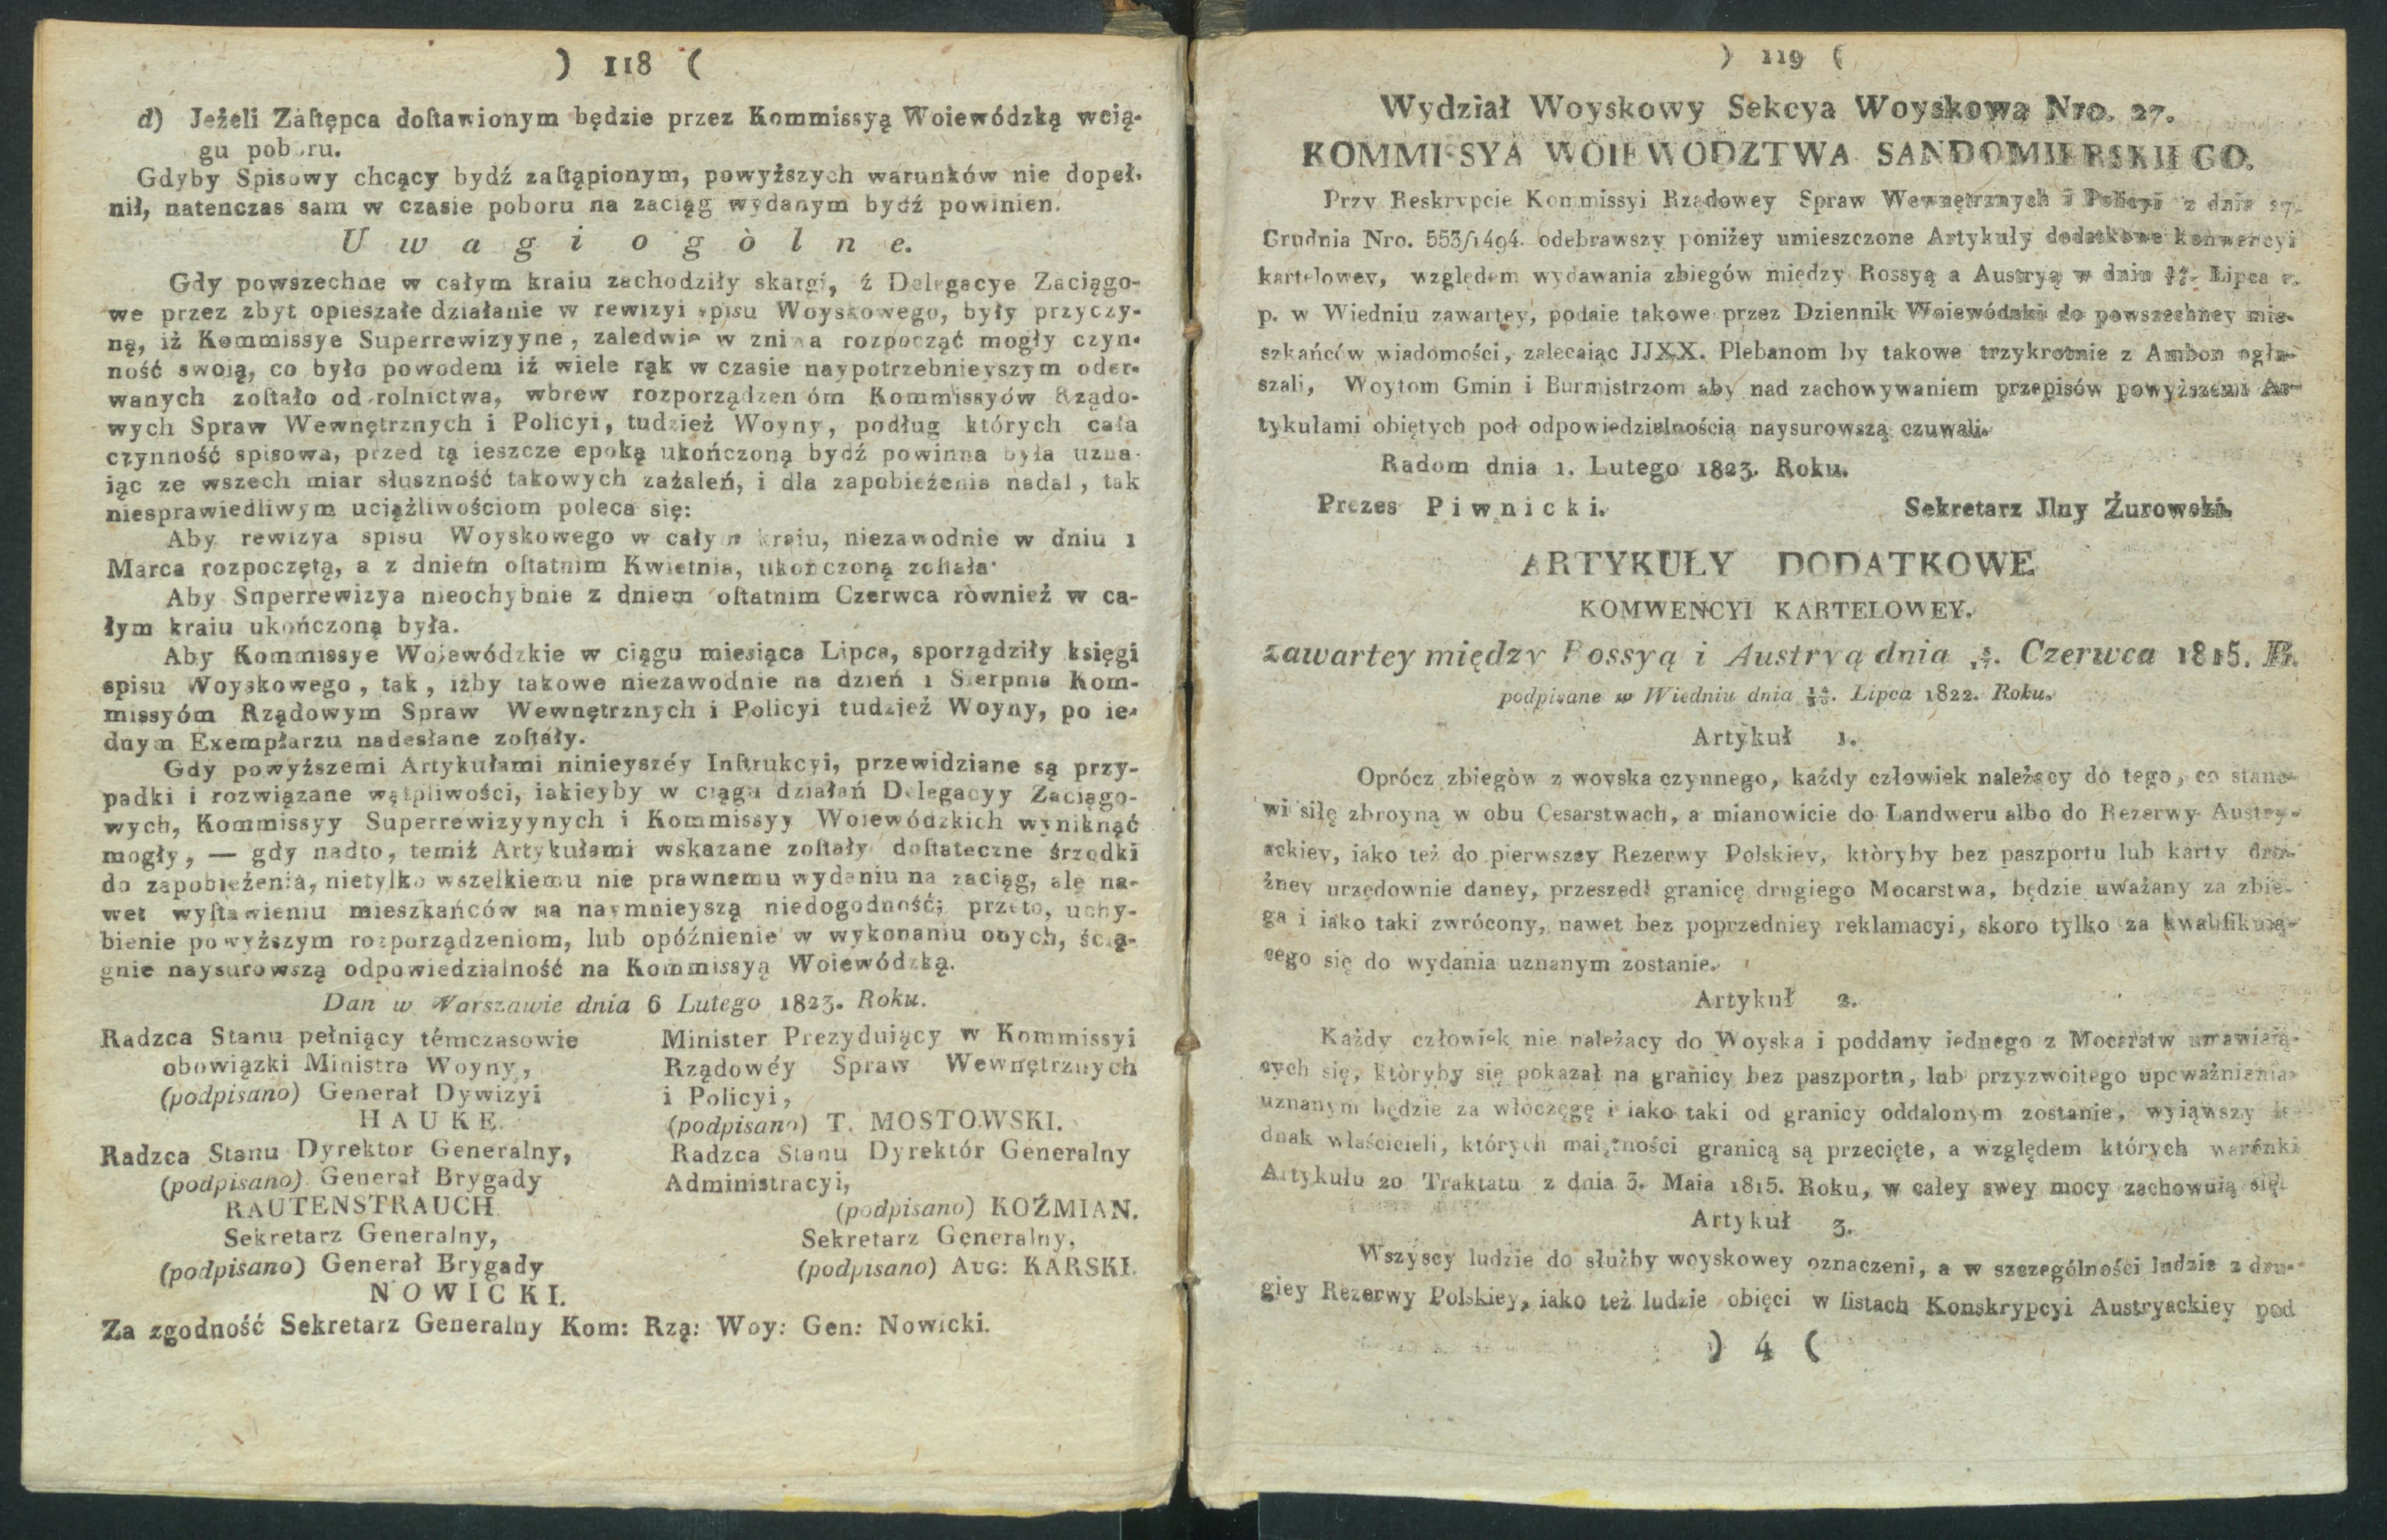 ) 118 (
d) Jeżeli Zaſtępca doſtawionym będzie przez Kommissyą Woiewódzką wcią-
gu poboru.
Gdyby Spisowy chcący bydź zaſtąpionym, powyższych warunków nie dopeł-
nił, natenczas sam w czasie poboru na zaciąg wydanym bydź powinien.
U w a g i o g ò l n e.
Gdy powszechne w całym kraiu zachodziły skargi, ź Delegacye Zaciągo-
we przez zbyt opieszałe działanie w rewizyi spisu Woyskowego, były przyczy-
ną, iż Kommissye Superrewizyyne, zaledwie w zniwa rozpocząć mogły czyn-
ność swoią, co było powodem iż wiele rąk w czasie naypotrzebnieyszym oder-
wanych zoſtało od rolnictwa, wbrew rozporządzen óm Kommissyów Rządo-
wych Spraw Wewnętrznych i Policyi, tudzież Woyny, podług których cała
czynność spisowa, przed tą ieszcze epoką ukończoną bydź powinna była uzna-
iąc ze wszech miar słuszność takowych zażaleń, i dla zapobieżenia nadal, tak
niesprawiedliwym uciążliwościom poleca się:
Aby rewizya spisu Woyskowego w całym kraiu, niezawodnie w dniu 1
Marca rozpoczętą, a z dniem oſtatnim Kwietnia, ukończoną zoſtała
Aby Snperrewizya nieochybnie z dniem oſtatnim Czerwca ròwnież w ca-
łym kraiu ukończoną była.
Aby Kommissye Wojewódzkie w ciągu miesiąca Lipca, sporządziły księgi
spisu Woyskowego, tak, iżby takowe niezawodnie na dzień 1 Sierpnia Kom-
missyóm Rządowym Spraw Wewnętrznych i Policyi tudzież Woyny, po ie-
dnym Exemplarzu nadesłane zoſtały.
Gdy powyższemi Artykułami ninieyszéy Inſtrukcyi, przewidziane są przy-
padki i rozwiązane wątpliwości, iakieyby w ciągu działań Delegacyy Zaciągo-
wych, Kommissyy Superrewizyynych i Kommissyy Woiewódzkich wyniknąć
mogły, — gdy nadto, temiż Artykułami wskazane zoſtały doſtateczne śrzodki
do zapobieżenia, nietylko wszelkiemu nie prawnemu wydaniu na zaciąg, ale na-
wet wyſtawieniu mieszkańców na naymnieyszą niedogodność; przeto, uchy-
bienie powyższym rozporządzeniom, lub opóźnienie w wykonaniu onych, ścią-
gnie naysurowszą odpowiedzialność na Kommissyą Woiewódzką.
Dan w Warszawie dnia 6 Lutego 1823. Roku.
Radzca Stanu pełniący témczasowie
obowiązki Ministra Woyny,
(podpisano) Generał Dywizyi
H A U K E.
Radzca Stanu Dyrektor Generalny,
(podpisano) Generał Brygady
RAUTENSTRAUCH
Sekretarz Generalny,
(podpisano) Generał Brygady
N O W I C K I.
Minister Prezyduiący w Kommissyi
Rządowéy Spraw Wewnętrznych
i Policyi,
(podpisano) T. MOSTOWSKI.
Radzca Stanu Dyrektór Generalny
Administracyi,
(podpisano) KOŹMIAN.
Sekretarz Generalny,
(podpisano) AUG: KARSKI.
Za zgodność Sekretarz Generalny Kom: Rzą: Woy: Gen: Nowicki.
) 119 (
Wydział Woyskowy Sekcya Woyskowa Nro. 27.
KOMMISSYA WOIEWODZTWA SANDOMIERSKIEGO.
Przy Reskrypcie Kommissyi Rządowey Spraw Wewnętrznych i Policyi z dnia 27.
Grudnia Nro. 553/1494. odebrawszy poniżey umieszczone Artykuły dodatkowe konwencyi
kartelowey, względem wydawania zbiegów między Rossyą a Austryą w dniu Lipca r.
p. w Wiedniu zawartey, podaie takowe przez Dziennik Woiewódzki do powszechney mie-
szkańców wiadomości, zalecaiąc JJXX. Plebanom by takowe trzykrotnie z Ambon ogła-
szali, Woytom Gmin i Burmistrzom aby nad zachowywaniem przepisów powyższemi Ar-
tykułami obiętych pod odpowiedzielnością naysurowszą czuwali.
Radom dnia 1. Lutego 1823. Roku.
Prezes P i w n i c k i.
Sekretarz Jlny Żurowski.
ARTYKUŁY DODATKOWE
KOMWENCYI KARTELOWEY.
zawartey między Rossyą i Austryą dnia Czerwca 1815. R.
podpisane w Wiedniu dnia Lipca 1822. Roku.
Artykuł 1.
Oprócz zbiegòw z woyska czynnego, każdy człowiek należący do tego, co stano-
wi siłę zbroyną w obu Cesarstwach, a mianowicie do Landweru albo do Rezerwy Austry-
ackiey, iako też do pierwszey Rezerwy Polskiey, któryby bez paszportu lub karty dro-
żney urzędownie daney, przeszedł granicę drugiego Mocarstwa, będzie uważany za zbie-
ga i iako taki zwrócony, nawet bez poprzedniey reklamacyi, skoro tylko za kwalifikuią-
cego się do wydania uznanym zostanie.
Artykuł 2.
Każdy człowiek nie należacy do Woyska i poddany iednego z Mocarstw umawiaią-
cych się, któryby się pokazał na granicy bez paszportn, lub przyzwoitego upoważnienia
uznanym będzie za włóczęgę i iako taki od granicy oddalonym zostanie, wyiąwszy ie-
dnak właścicieli, których maiętności granicą są przecięte, a względem których warónki
Artykułu 20 Traktatu z dnia 3. Maia 1815. Roku, w całey swey mocy zachowuią się.
Artykuł 3.
Wszyscy ludzie do służby woyskowey oznaczeni, a w szczególności ludzie z dru-
giey Rezerwy Polskiey, iako też ludzie obięci w listach Konskrypcyi Austryackiey pod
) 4 (